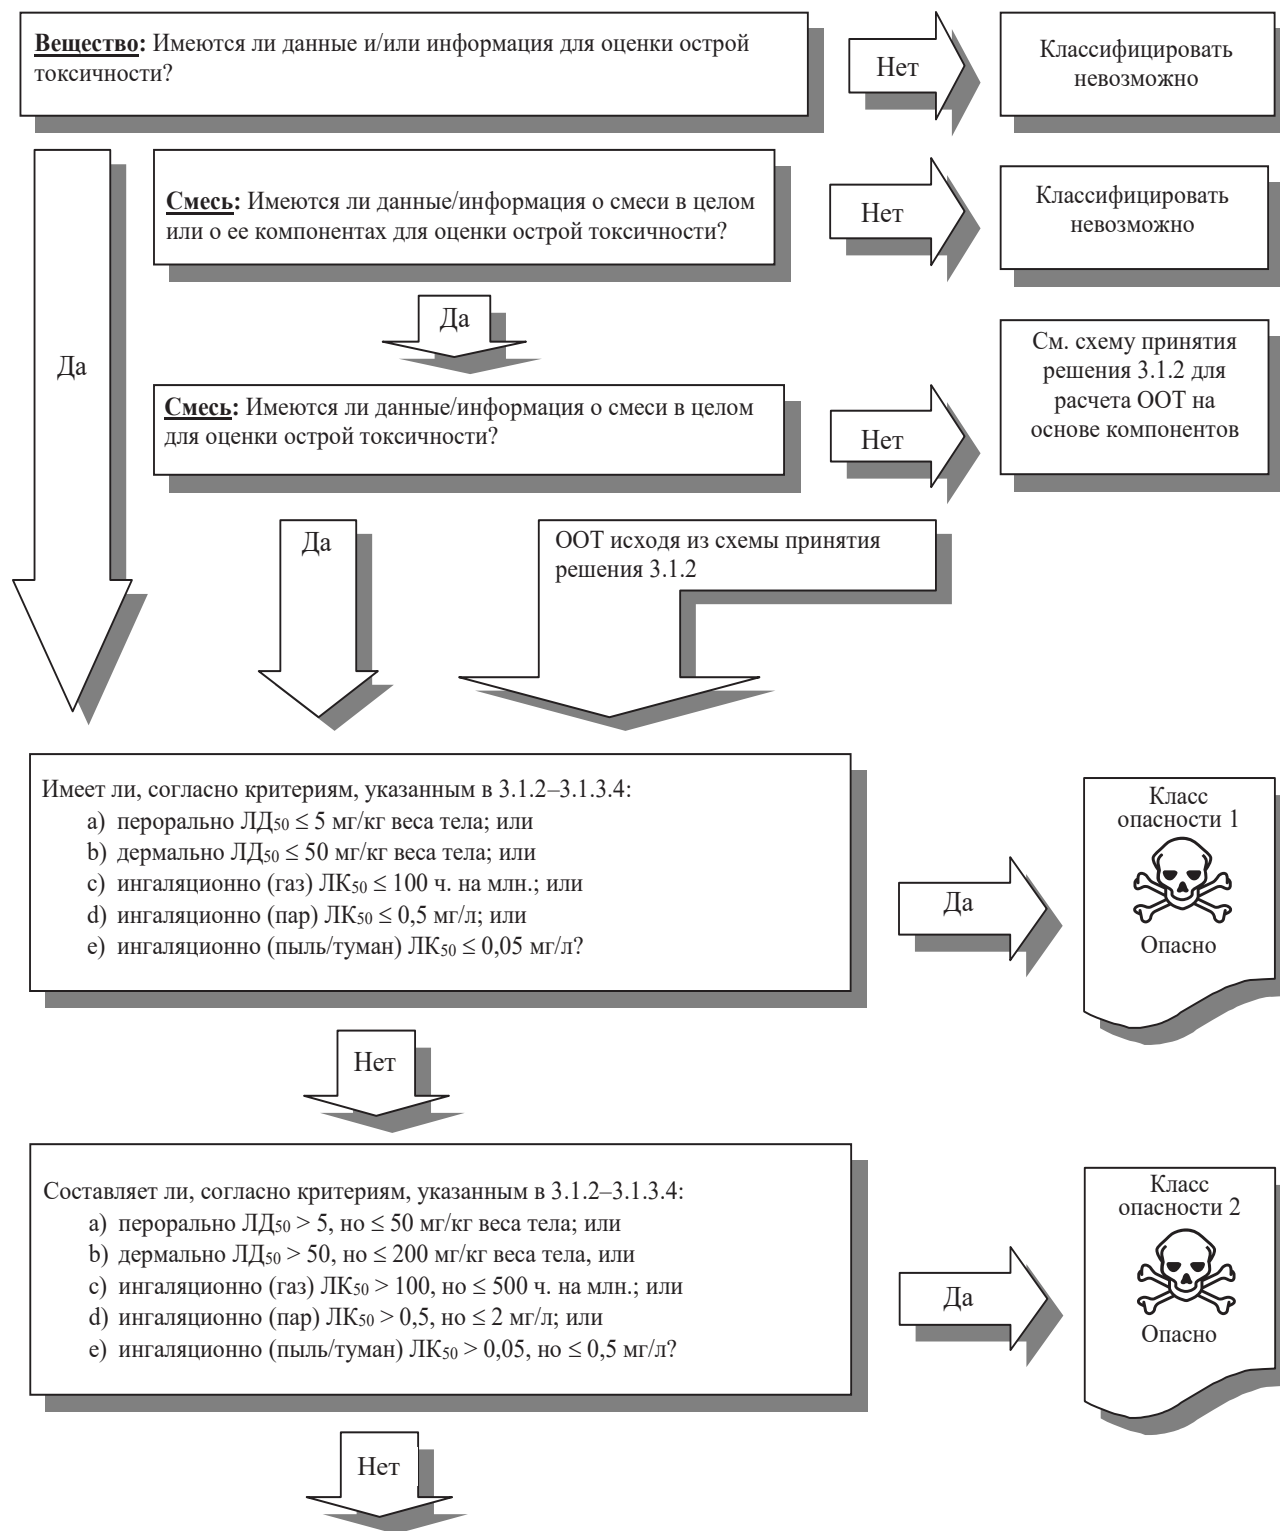 Вещество: Имеются ли данные и/или информация для оценки острой
токсичности?
Нет
Классифицировать
невозможно
Смесь: Имеются ли данные/информация о смеси в целом
или о ее компонентах для оценки острой токсичности?
Нет
Классифицировать
невозможно
Да
Да
Смесь: Имеются ли данные/информация о смеси в целом
для оценки острой токсичности?
Нет
См. схему принятия
решения 3.1.2 для
расчета ООТ на
основе компонентов
Да
ООТ исходя из схемы принятия
решения 3.1.2
Имеет ли, согласно критериям, указанным в 3.1.2–3.1.3.4:
a) перорально ЛД50 ≤ 5 мг/кг веса тела; или
b) дермально ЛД50 ≤ 50 мг/кг веса тела; или
c) ингаляционно (газ) ЛК50 ≤ 100 ч. на млн.; или
d) ингаляционно (пар) ЛК50 ≤ 0,5 мг/л; или
e) ингаляционно (пыль/туман) ЛК50 ≤ 0,05 мг/л?
Да
Класс
опасности 1
Опасно
Нет
Составляет ли, согласно критериям, указанным в 3.1.2–3.1.3.4:
a) перорально ЛД50 > 5, но ≤ 50 мг/кг веса тела; или
b) дермально ЛД50 > 50, но ≤ 200 мг/кг веса тела, или
c) ингаляционно (газ) ЛК50 > 100, но ≤ 500 ч. на млн.; или
d) ингаляционно (пар) ЛК50 > 0,5, но ≤ 2 мг/л; или
e) ингаляционно (пыль/туман) ЛК50 > 0,05, но ≤ 0,5 мг/л?
Да
Класс
опасности 2
Опасно
Нет